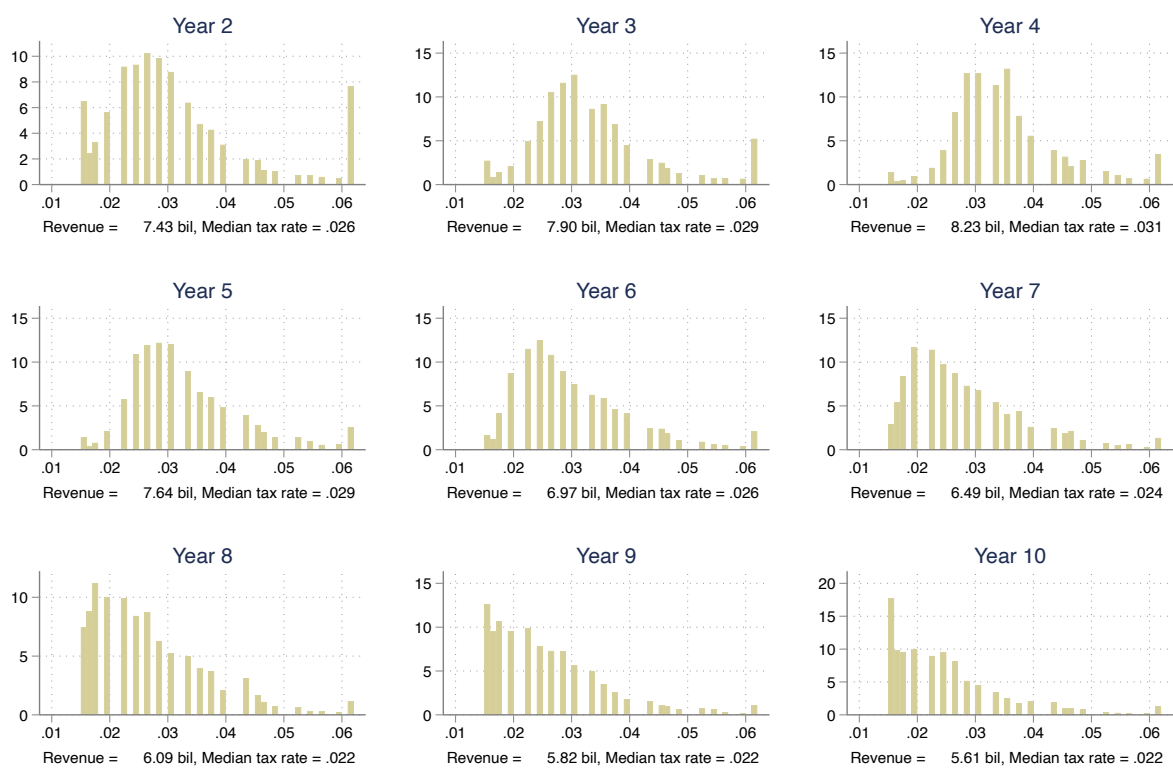 Year 2
10
8
6
4
2
0
.01 .02 .03 .04 .05 .06
Revenue = 7.43 bil, Median tax rate = .026
Year 3
15
10
5
0
.01 .02 .03 .04 .05 .06
Revenue = 7.90 bil, Median tax rate = .029
Year 4
15
10
5
0
.01 .02 .03 .04 .05 .06
Revenue = 8.23 bil, Median tax rate = .031
Year 5
15
10
5
0
.01 .02 .03 .04 .05 .06
Revenue = 7.64 bil, Median tax rate = .029
Year 6
15
10
5
0
.01 .02 .03 .04 .05 .06
Revenue = 6.97 bil, Median tax rate = .026
Year 7
15
10
5
0
.01 .02 .03 .04 .05 .06
Revenue = 6.49 bil, Median tax rate = .024
Year 8
10
5
0
.01 .02 .03 .04 .05 .06
Revenue = 6.09 bil, Median tax rate = .022
Year 9
15
10
5
0
.01 .02 .03 .04 .05 .06
Revenue = 5.82 bil, Median tax rate = .022
Year 10
20
15
10
5
0
.01 .02 .03 .04 .05 .06
Revenue = 5.61 bil, Median tax rate = .022